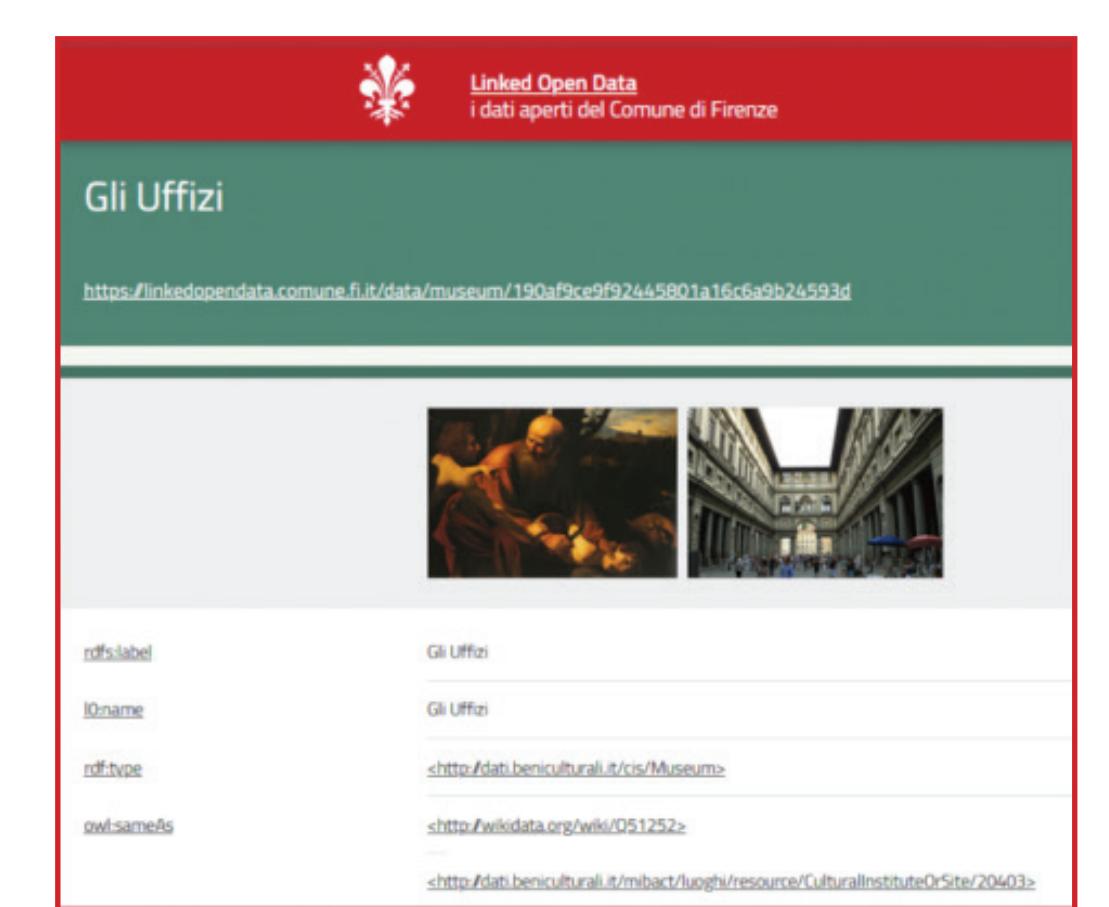 Linked Open Data
i dati aperti del Comune di Firenze
Gli Uffizi
https://linkedopendata.comune.fi.it/data/museum/190af9ce9f92445801a16c6a9b24593d
rdfs:label Gli Uffizi
l0:name Gli Uffizi
rdf:type <http://dati.beniculturali.it/cis/Museum>
owl:sameAs <http://wikidata.org/wiki/Q51252>
<http://dati.beniculturali.it/mibact/luoghi/resource/CulturalInstituteOrSite/20403>